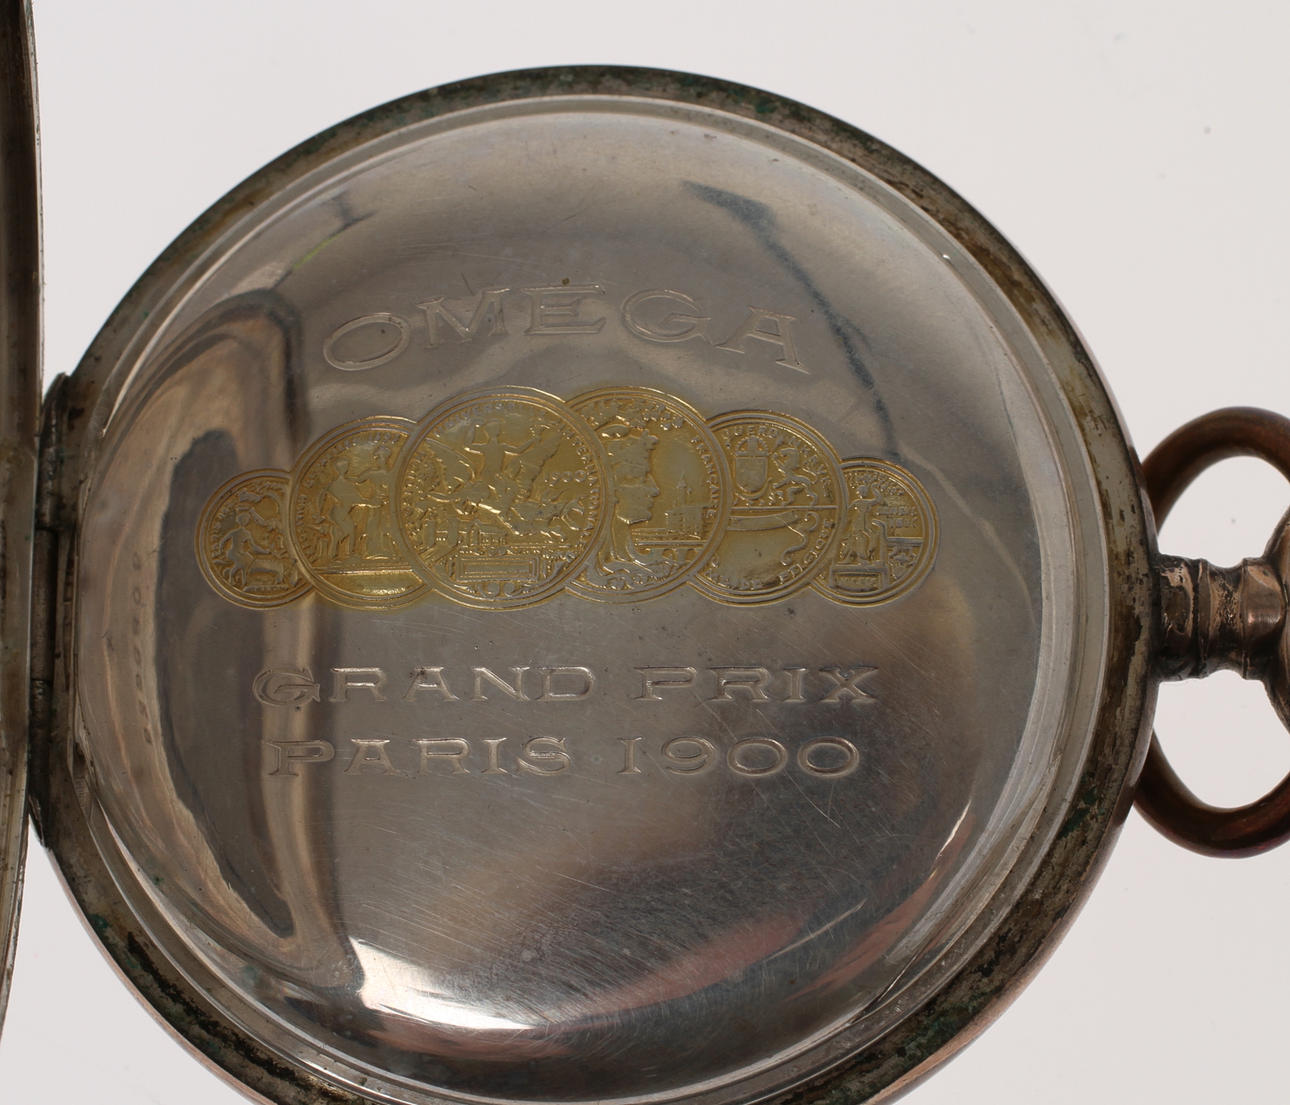 OMEGA
GRAND PRIX
PARIS 1900